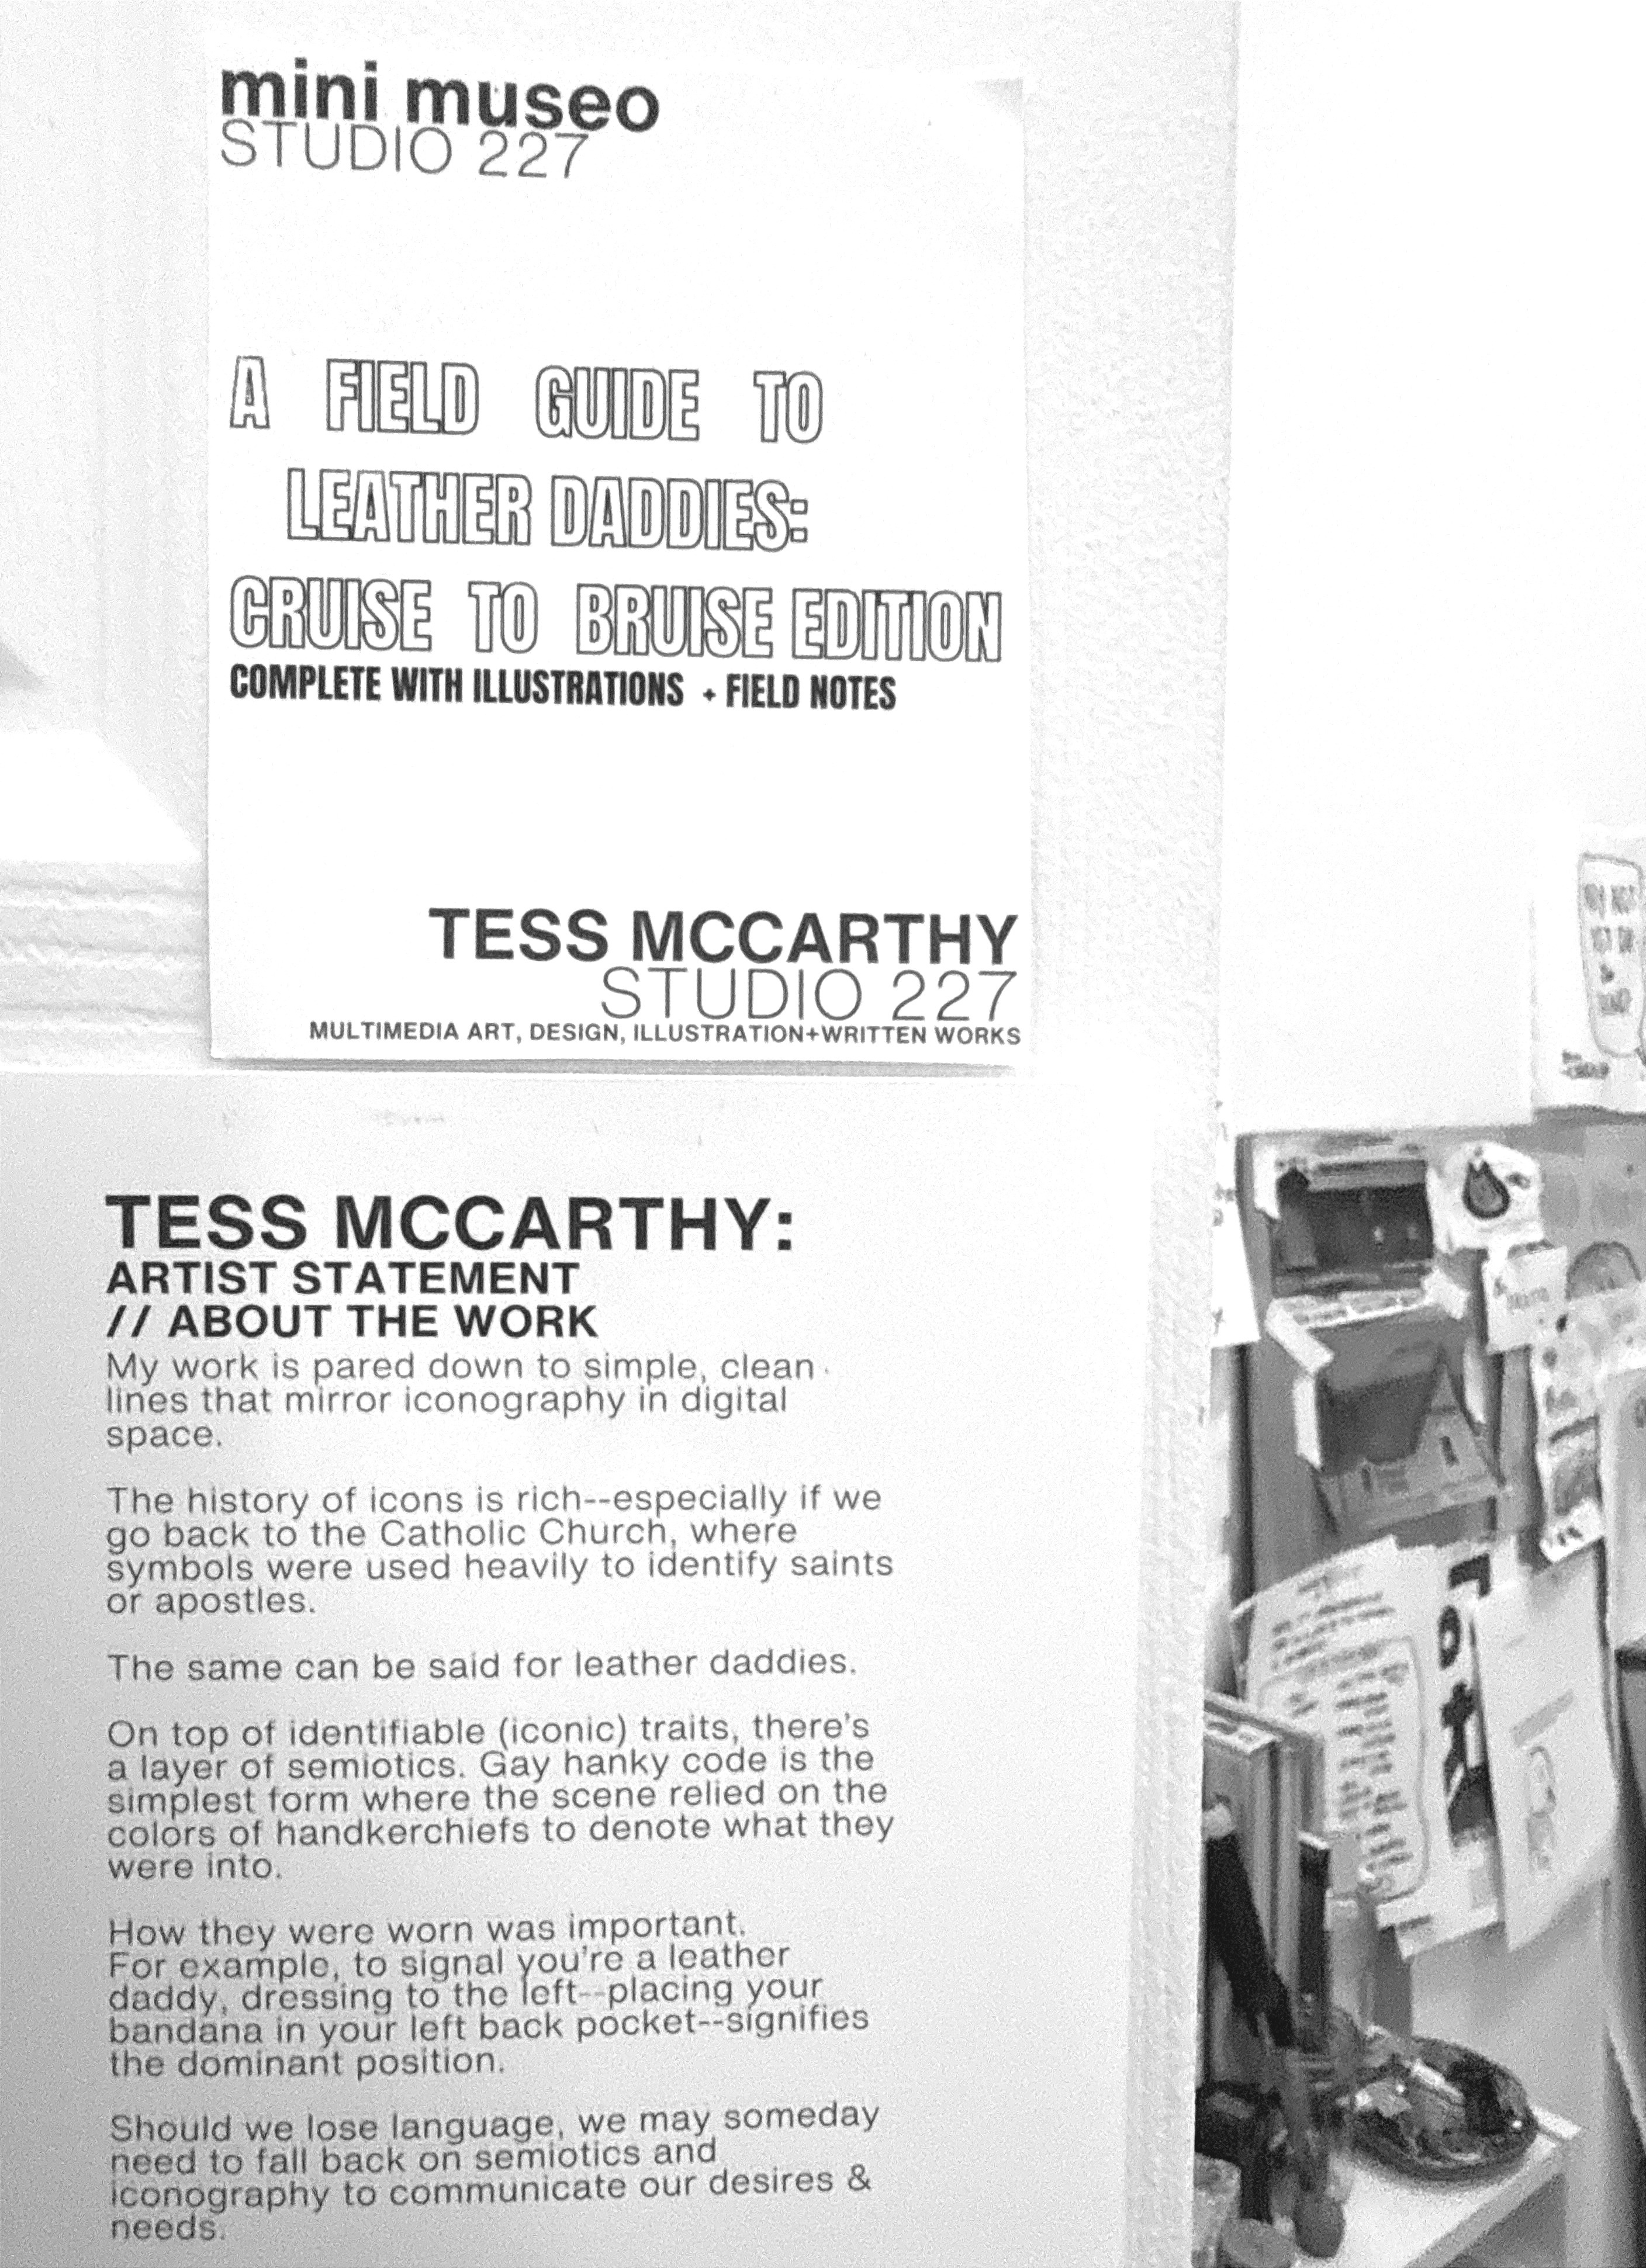 mini museo
STUDIO 227
A FIELD GUIDE TO
LEATHER DADDIES:
CRUISE TO BRUISE EDITION
COMPLETE WITH ILLUSTRATIONS + FIELD NOTES
TESS MCCARTHY
STUDIO 227
MULTIMEDIA ART, DESIGN, ILLUSTRATION+WRITTEN WORKS
TESS MCCARTHY:
ARTIST STATEMENT
// ABOUT THE WORK
My work is pared down to simple, clean
lines that mirror iconography in digital
space.
The history of icons is rich--especially if we
go back to the Catholic Church, where
symbols were used heavily to identify saints
or apostles.
The same can be said for leather daddies.
On top of identifiable (iconic) traits, there's
a layer of semiotics. Gay hanky code is the
simplest form where the scene relied on the
colors of handkerchiefs to denote what they
were into.
How they were worn was important.
For example, to signal you're a leather
daddy, dressing to the left--placing your
bandana in your left back pocket--signifies
the dominant position.
Should we lose language, we may someday
need to fall back on semiotics and
iconography to communicate our desires &
needs.